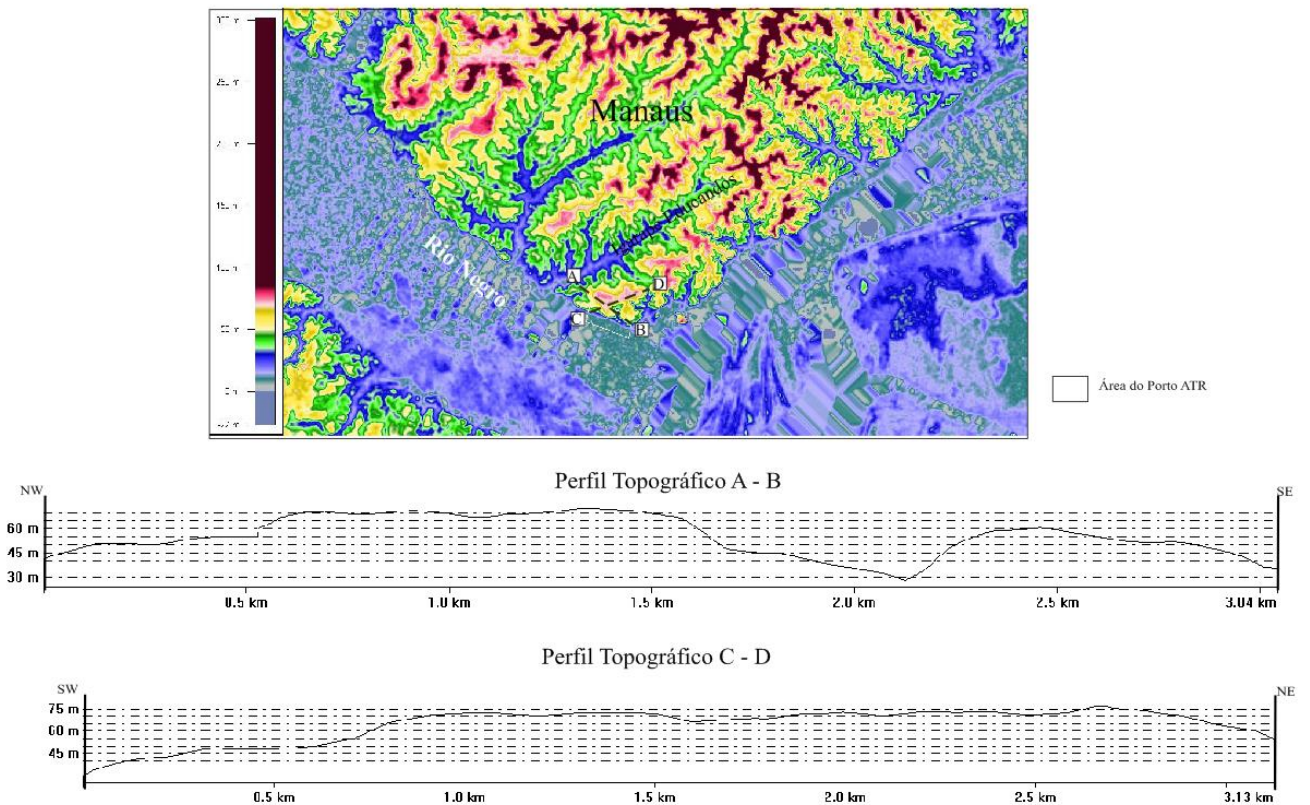 150 m
Manaus
Rio Negro
A
D
C
B
Área do Porto ATR
Perfil Topográfico A - B
NW
SE
60 m
45 m
30 m
0.5 km
1.0 km
1.5 km
2.0 km
2.5 km
3.04 km
Perfil Topográfico C - D
SW
NE
75 m
60 m
45 m
0.5 km
1.0 km
1.5 km
2.0 km
2.5 km
3.13 km